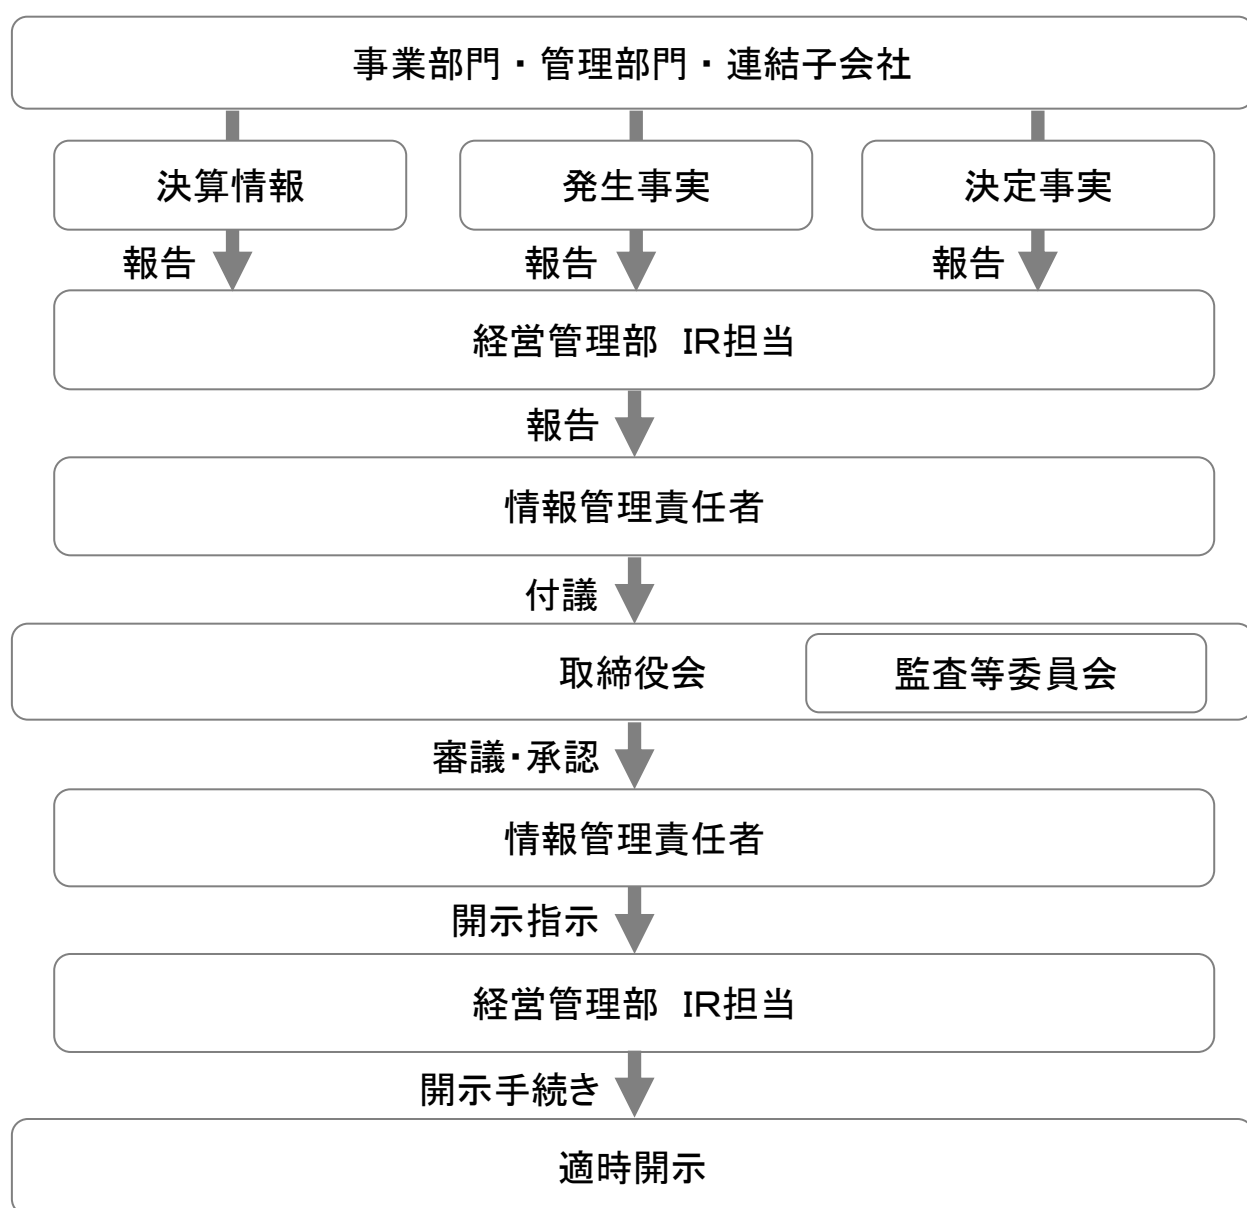 事業部門・管理部門・連結子会社
決算情報
発生事実
決定事実
報告
報告
報告
経営管理部　IR担当
報告
情報管理責任者
付議
取締役会
監査等委員会
審議・承認
情報管理責任者
開示指示
経営管理部　IR担当
開示手続き
適時開示